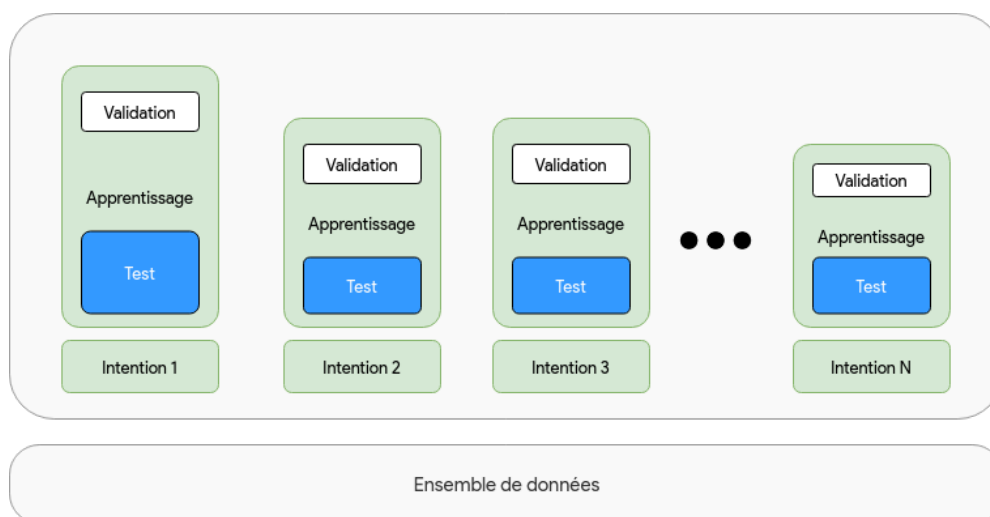 Validation
Apprentissage
Test
Intention 1
Validation
Apprentissage
Test
Intention 2
Validation
Apprentissage
Test
Intention 3
Validation
Apprentissage
Test
Intention N
Ensemble de données